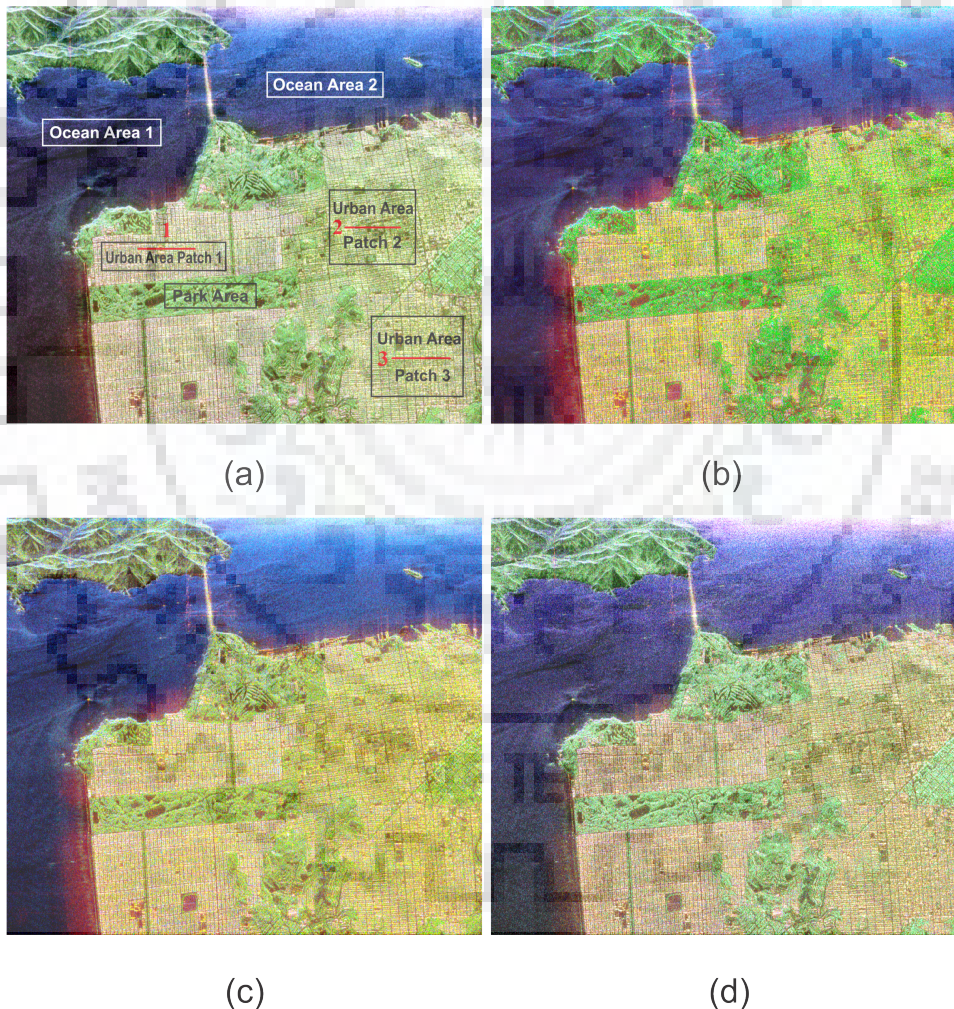 Ocean Area 2
Ocean Area 1
Urban Area
2
Patch 2
1
Urban Area Patch 1
Park Area
Urban Area
3
Patch 3
(a)
(b)
(c)
(d)